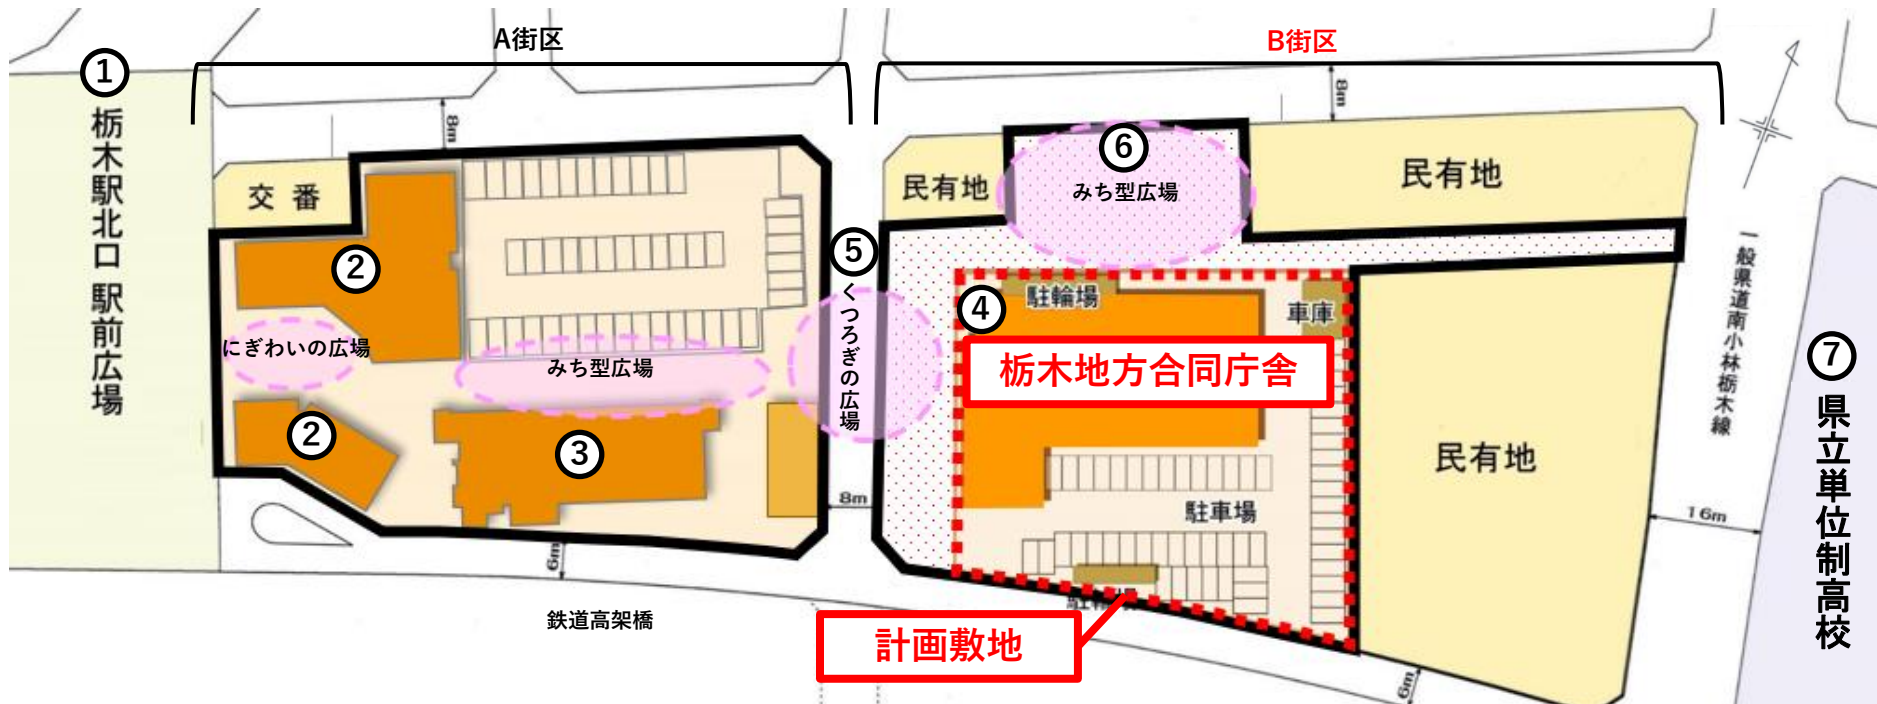 A街区
B街区
①
栃木駅北口 駅前広場
8m
8m
交 番
②
にぎわいの広場
②
みち型広場
③
⑤
くつろぎの広場
8m
6m
鉄道高架橋
民有地
⑥
みち型広場
民有地
④
駐輪場
車庫
栃木地方合同庁舎
駐車場
駐輪場
計画敷地
民有地
6m
一般県道南小林栃木線
16m
⑦
県立単位制高校